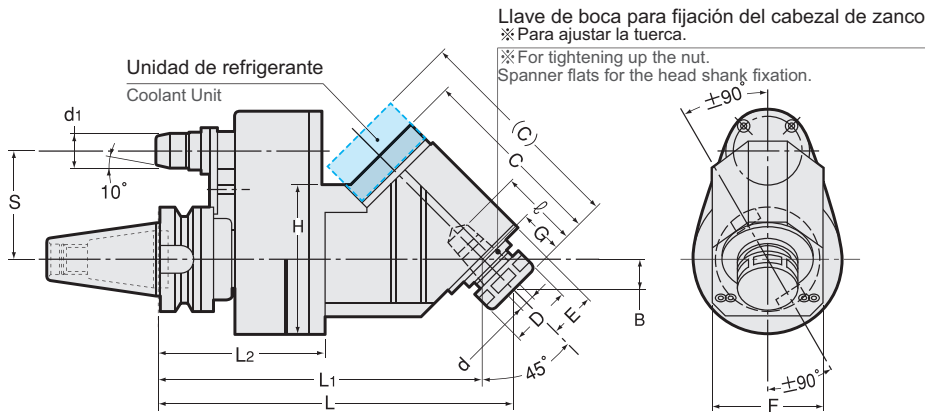 Llave de boca para fijación del cabezal de zanco
※Para ajustar la tuerca.
※For tightening up the nut.
Spanner flats for the head shank fixation.
Unidad de refrigerante
Coolant Unit
d1
10°
S
H
(C)
C
ℓ
G
B
E
D
d
45°
L2
L1
L
±90°
±90°
F